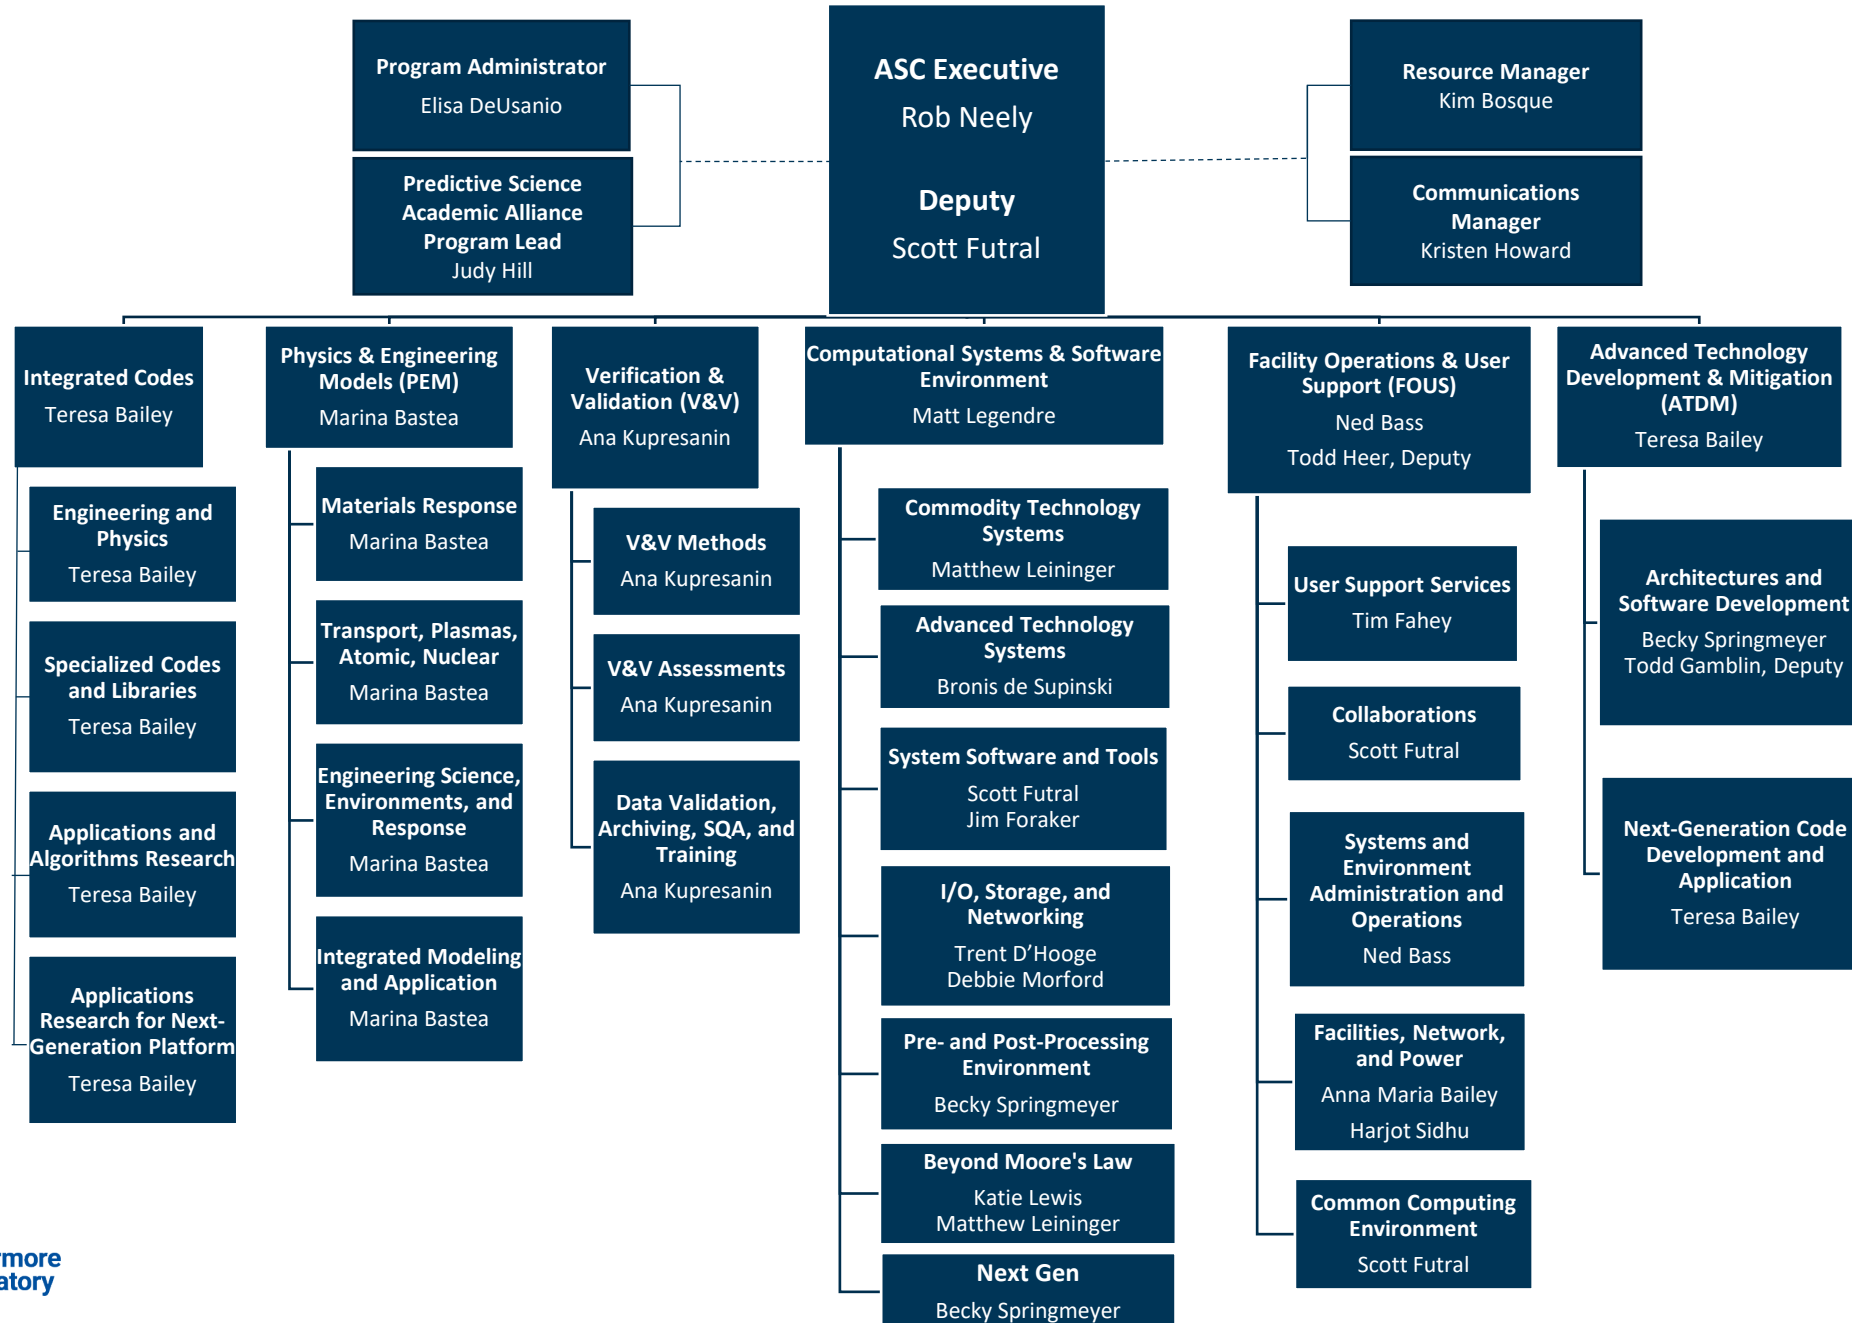 Program Administrator
Elisa DeUsanio
Predictive Science
Academic Alliance
Program Lead
Judy Hill
ASC Executive
Rob Neely
Deputy
Scott Futral
Resource Manager
Kim Bosque
Communications
Manager
Kristen Howard
Integrated Codes
Teresa Bailey
Engineering and
Physics
Teresa Bailey
Specialized Codes
and Libraries
Teresa Bailey
Applications and
Algorithms Research
Teresa Bailey
Applications
Research for Next-
Generation Platform
Teresa Bailey
Physics & Engineering
Models (PEM)
Marina Bastea
Materials Response
Marina Bastea
Transport, Plasmas,
Atomic, Nuclear
Marina Bastea
Engineering Science,
Environments, and
Response
Marina Bastea
Integrated Modeling
and Application
Marina Bastea
Verification &
Validation (V&V)
Ana Kupresanin
V&V Methods
Ana Kupresanin
V&V Assessments
Ana Kupresanin
Data Validation,
Archiving, SQA, and
Training
Ana Kupresanin
Computational Systems & Software
Environment
Matt Legendre
Commodity Technology
Systems
Matthew Leininger
Advanced Technology
Systems
Bronis de Supinski
System Software and Tools
Scott Futral
Jim Foraker
I/O, Storage, and
Networking
Trent D’Hooge
Debbie Morford
Pre- and Post-Processing
Environment
Becky Springmeyer
Beyond Moore's Law
Katie Lewis
Matthew Leininger
Next Gen
Becky Springmeyer
Facility Operations & User
Support (FOUS)
Ned Bass
Todd Heer, Deputy
User Support Services
Tim Fahey
Collaborations
Scott Futral
Systems and
Environment
Administration and
Operations
Ned Bass
Facilities, Network,
and Power
Anna Maria Bailey
Harjot Sidhu
Common Computing
Environment
Scott Futral
Advanced Technology
Development & Mitigation
(ATDM)
Teresa Bailey
Architectures and
Software Development
Becky Springmeyer
Todd Gamblin, Deputy
Next-Generation Code
Development and
Application
Teresa Bailey
rmore
atory